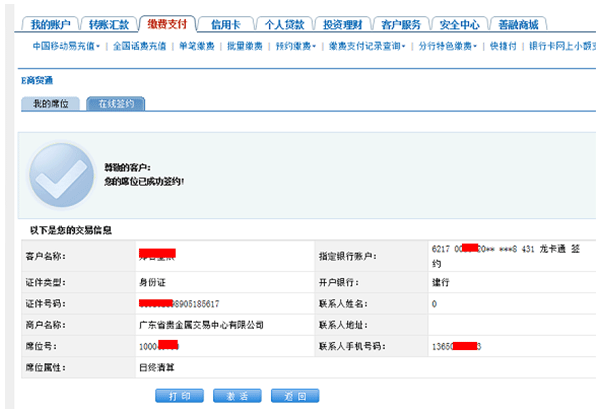 我的账户 转账汇款 缴费支付 信用卡 个人贷款 投资理财 客户服务 安全中心 善融商城
中国移动易充值 | 全国话费充值 | 单笔缴费 | 批量缴费 | 预约缴费 | 缴费支付记录查询 | 分行特色缴费 | 快捷付 | 银行卡网上小额支
E商贸通
我的席位 在线签约
尊敬的客户:
您的席位已成功签约!
以下是您的交易信息
客户名称: 指定银行账户: 6217 00 20** ***8 431 龙卡通 签
约
证件类型: 身份证 开户银行: 建行
证件号码: 8905185617 联系人姓名: 0
商户名称: 广东省贵金属交易中心有限公司 联系人地址:
席位号: 1000 联系人手机号码: 1365 3
席位属性: 日终清算
打印 激活 返回